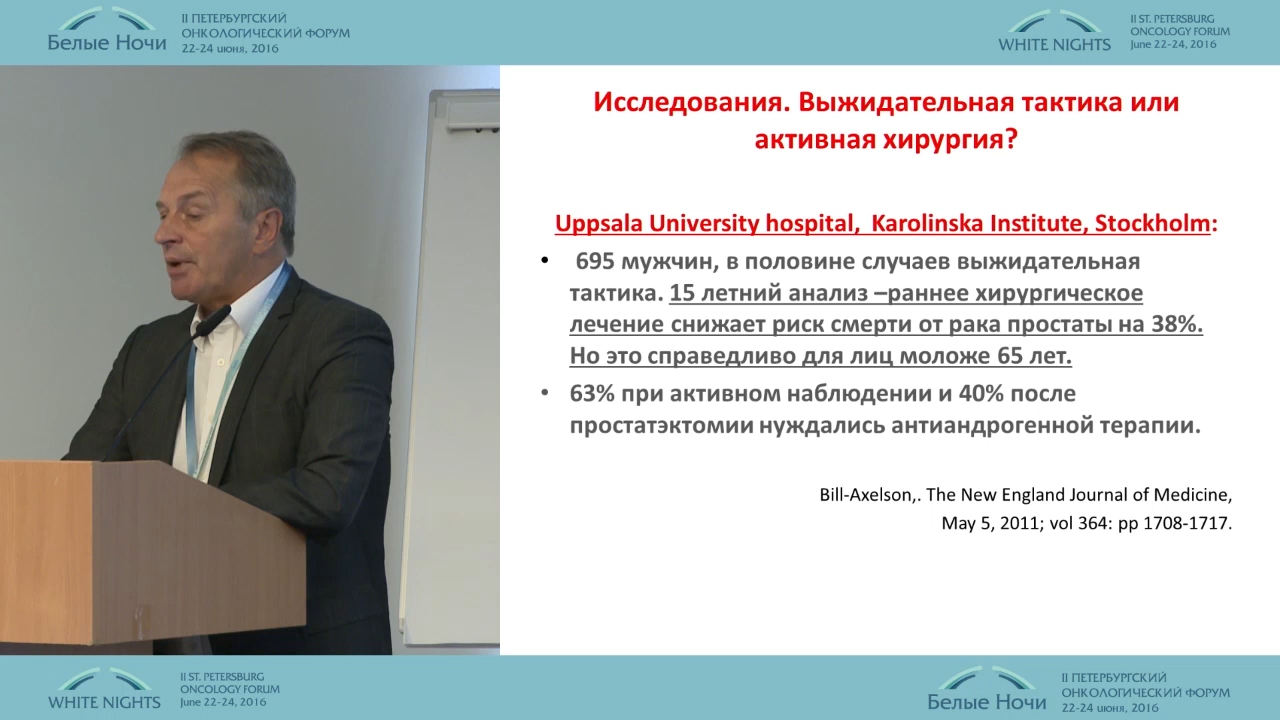 II ПЕТЕРБУРГСКИЙ
ОНКОЛОГИЧЕСКИЙ ФОРУМ
22-24 июня, 2016
Белые Ночи
II ST. PETERSBURG
ONCOLOGY FORUM
June 22-24, 2016
WHITE NIGHTS
Исследования. Выжидательная тактика или
активная хирургия?
Uppsala University hospital, Karolinska Institute, Stockholm:
• 695 мужчин, в половине случаев выжидательная
тактика. 15 летний анализ –раннее хирургическое
лечение снижает риск смерти от рака простаты на 38%.
Но это справедливо для лиц моложе 65 лет.
• 63% при активном наблюдении и 40% после
простатэктомии нуждались антиандрогенной терапии.
Bill-Axelson,. The New England Journal of Medicine,
May 5, 2011; vol 364: pp 1708-1717.
II ST. PETERSBURG
ONCOLOGY FORUM
June 22-24, 2016
WHITE NIGHTS
II ПЕТЕРБУРГСКИЙ
ОНКОЛОГИЧЕСКИЙ ФОРУМ
22-24 июня, 2016
Белые Ночи